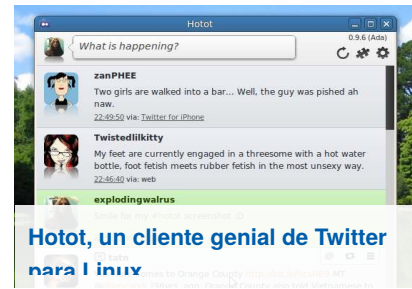 Hotot
0.9.6 (Ada)
What is happening?
zanPHEE
Two girls are walked into a bar... Well, the guy was pished ah
naw.
22:49:50 via: Twitter for iPhone
Twistedlilkitty
My feet are currently engaged in a threesome with a hot water
bottle, foot fetish meets rubber fetish in the most unsexy way.
22:46:40 via: web
explodingwalrus
Hotot, un cliente genial de Twitter
para Linux